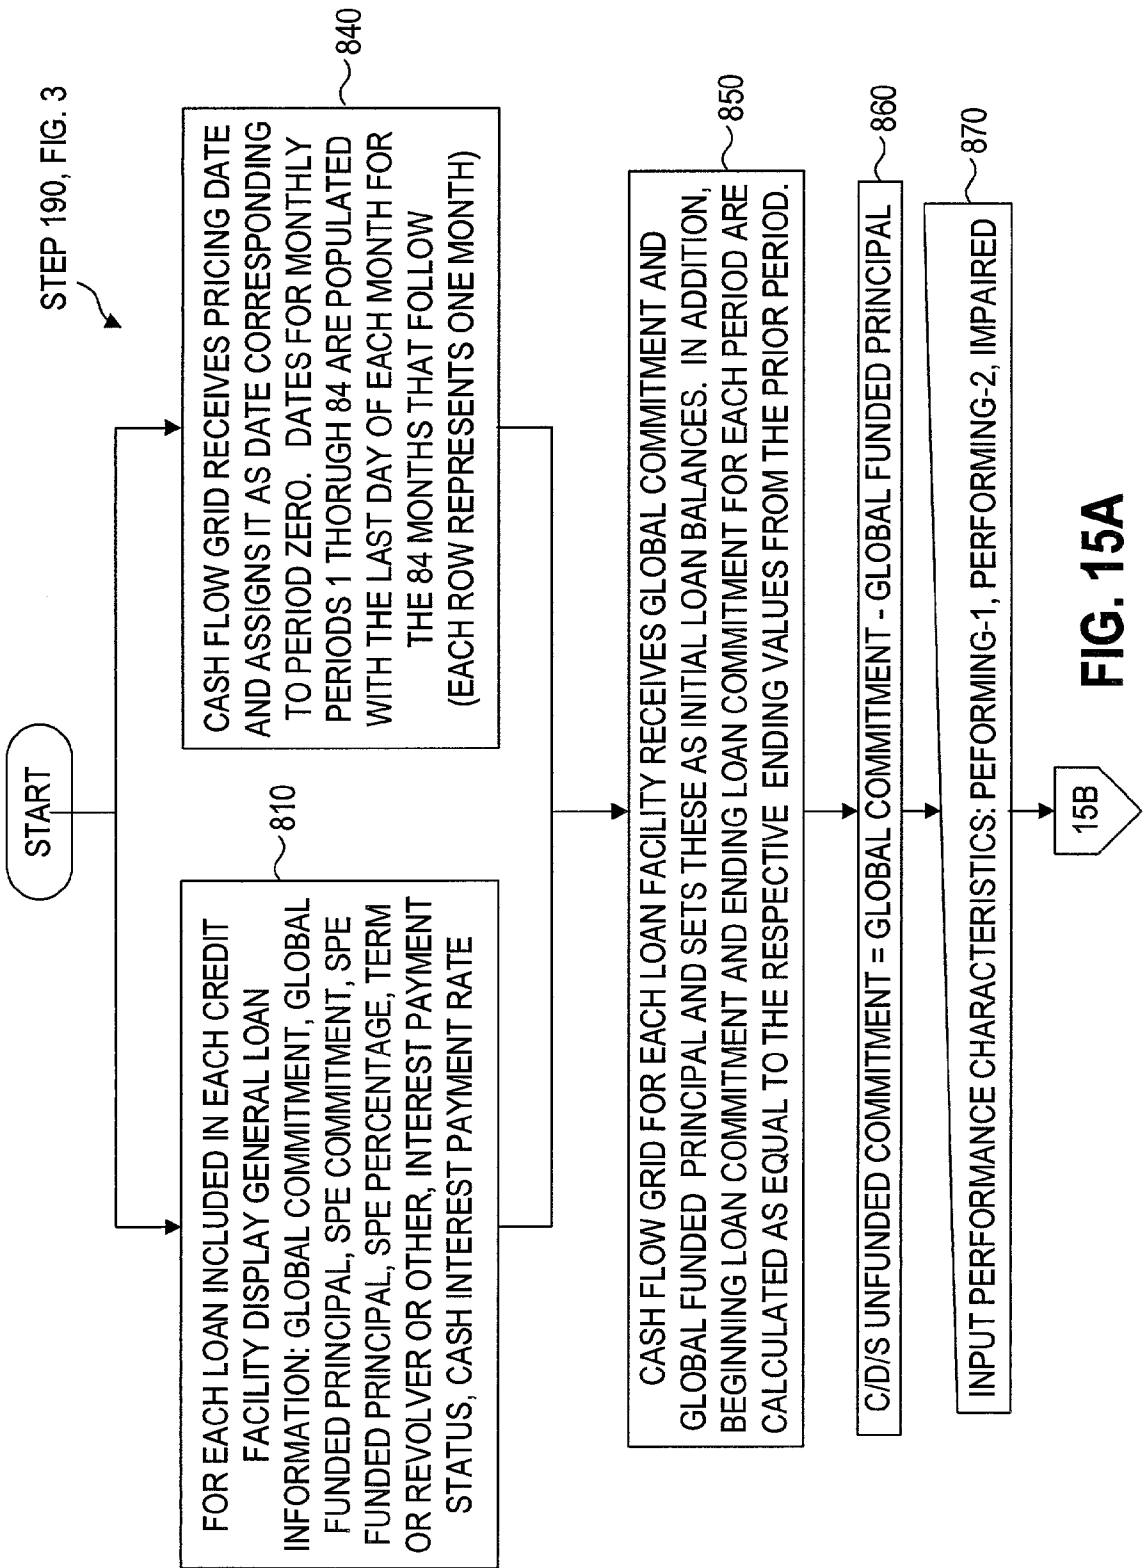 STEP 190, FIG. 3
START
FOR EACH LOAN INCLUDED IN EACH CREDIT
FACILITY DISPLAY GENERAL LOAN
INFORMATION: GLOBAL COMMITMENT, GLOBAL
FUNDED PRINCIPAL, SPE COMMITMENT, SPE
FUNDED PRINCIPAL, SPE PERCENTAGE, TERM
OR REVOLVER OR OTHER, INTEREST PAYMENT
STATUS, CASH INTEREST PAYMENT RATE
810
CASH FLOW GRID RECEIVES PRICING DATE
AND ASSIGNS IT AS DATE CORRESPONDING
TO PERIOD ZERO. DATES FOR MONTHLY
PERIODS 1 THORUGH 84 ARE POPULATED
WITH THE LAST DAY OF EACH MONTH FOR
THE 84 MONTHS THAT FOLLOW
(EACH ROW REPRESENTS ONE MONTH)
840
CASH FLOW GRID FOR EACH LOAN FACILITY RECEIVES GLOBAL COMMITMENT AND
GLOBAL FUNDED PRINCIPAL AND SETS THESE AS INITIAL LOAN BALANCES. IN ADDITION,
BEGINNING LOAN COMMITMENT AND ENDING LOAN COMMITMENT FOR EACH PERIOD ARE
CALCULATED AS EQUAL TO THE RESPECTIVE ENDING VALUES FROM THE PRIOR PERIOD.
850
C/D/S UNFUNDED COMMITMENT = GLOBAL COMMITMENT - GLOBAL FUNDED PRINCIPAL
860
INPUT PERFORMANCE CHARACTERISTICS: PEFORMING-1, PERFORMING-2, IMPAIRED
870
15B
FIG. 15A